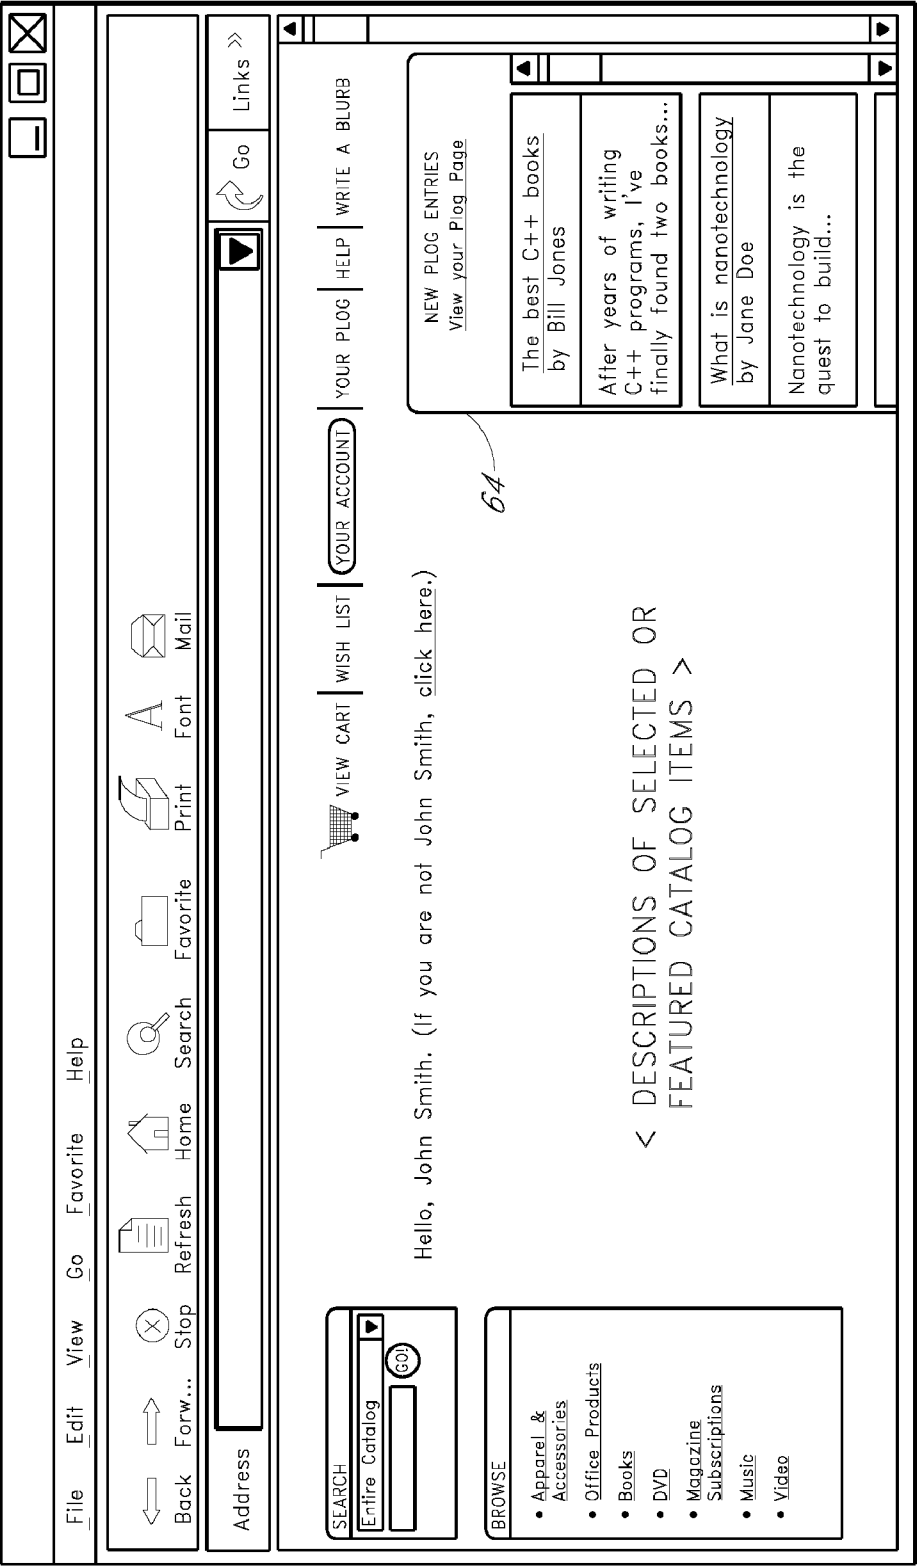 File Edit View Go Favorite Help
Back Forw... Stop Refresh Home Search Favorite Print Font Mail
Address Go Links >>
VIEW CART WISH LIST YOUR ACCOUNT YOUR PLOG HELP WRITE A BLURB
SEARCH
Entire Catalog
GO!
BROWSE
• Apparel &
Accessories
• Office Products
• Books
• DVD
• Magazine
Subscriptions
• Music
• Video
Hello, John Smith. (If you are not John Smith, click here.)
< DESCRIPTIONS OF SELECTED OR
FEATURED CATALOG ITEMS >
64
NEW PLOG ENTRIES
View your Plog Page
The best C++ books
by Bill Jones
After years of writing
C++ programs, I've
finally found two books...
What is nanotechnology
by Jane Doe
Nanotechnology is the
quest to build...